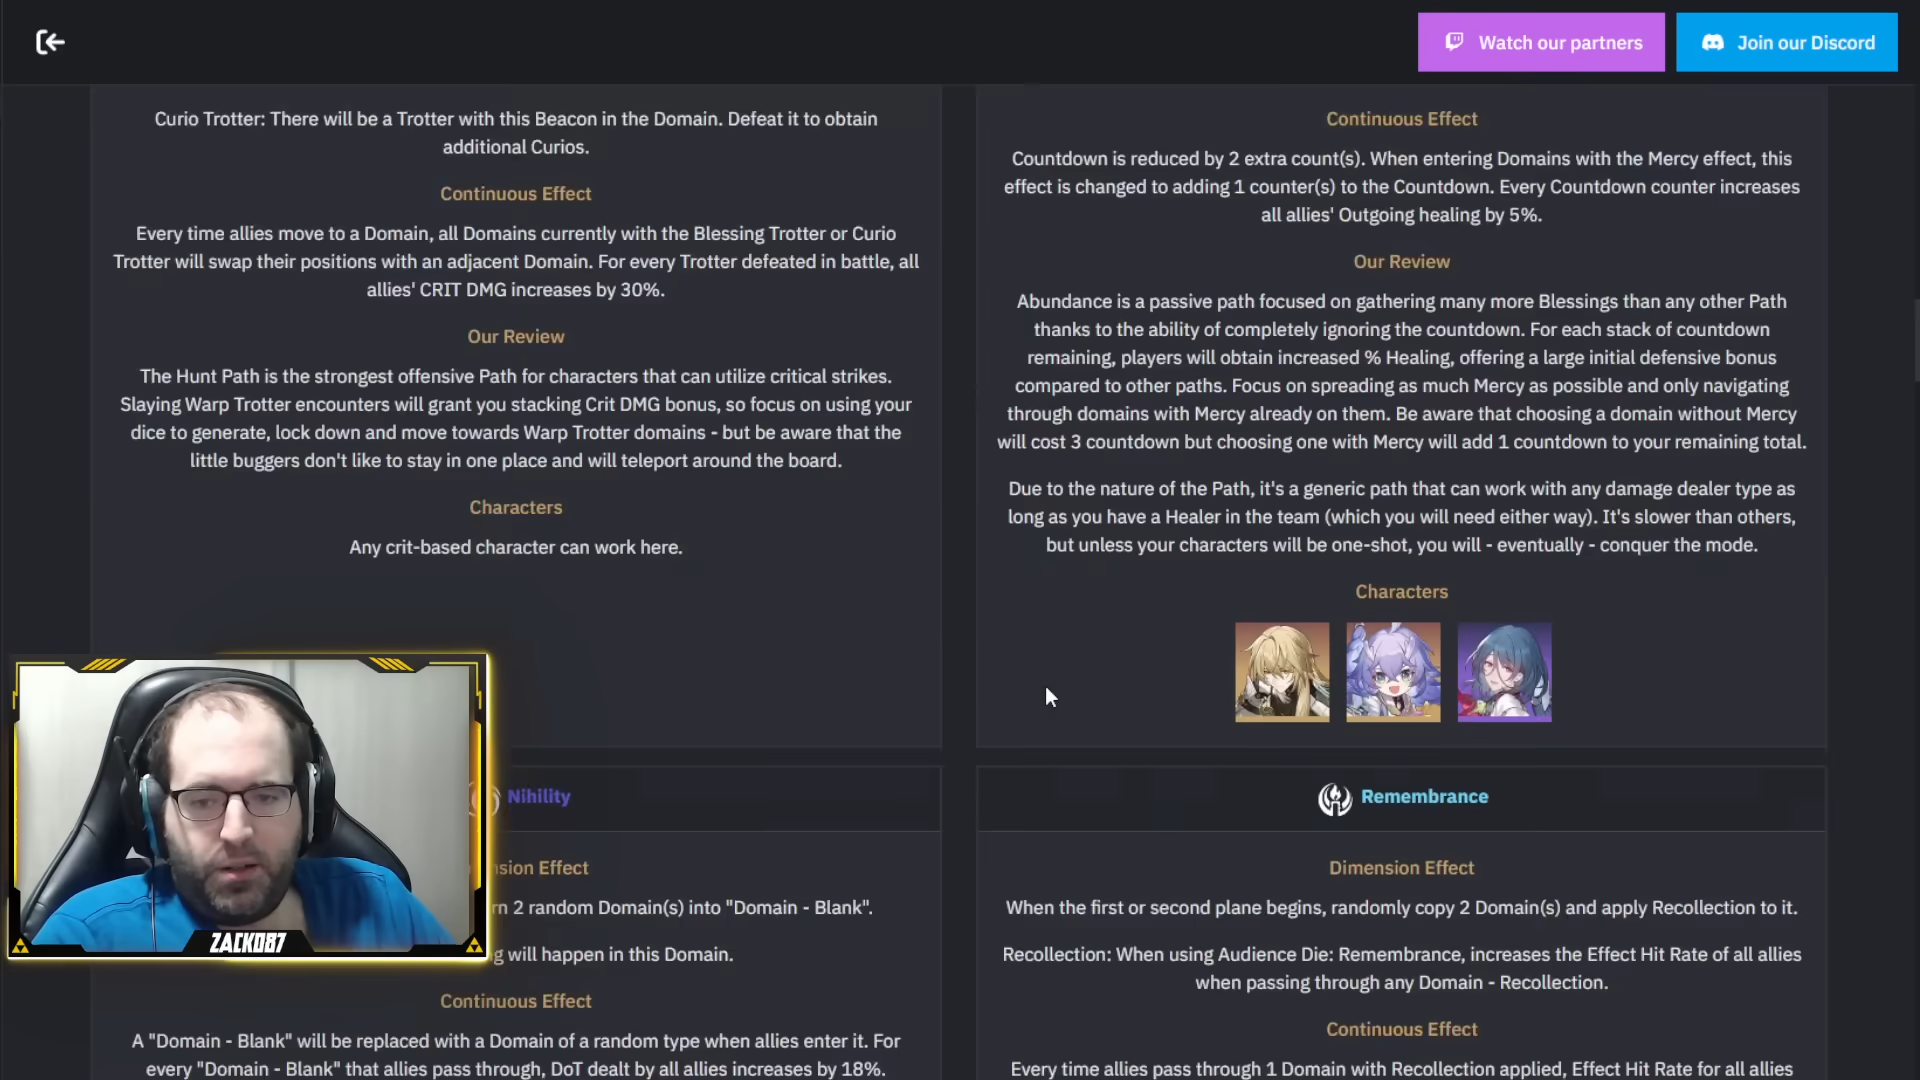 Watch our partners
Join our Discord
Curio Trotter: There will be a Trotter with this Beacon in the Domain. Defeat it to obtain
additional Curios.
Continuous Effect
Every time allies move to a Domain, all Domains currently with the Blessing Trotter or Curio
Trotter will swap their positions with an adjacent Domain. For every Trotter defeated in battle, all
allies' CRIT DMG increases by 30%.
Our Review
The Hunt Path is the strongest offensive Path for characters that can utilize critical strikes.
Slaying Warp Trotter encounters will grant you stacking Crit DMG bonus, so focus on using your
dice to generate, lock down and move towards Warp Trotter domains - but be aware that the
little buggers don't like to stay in one place and will teleport around the board.
Characters
Any crit-based character can work here.
Continuous Effect
Countdown is reduced by 2 extra count(s). When entering Domains with the Mercy effect, this
effect is changed to adding 1 counter(s) to the Countdown. Every Countdown counter increases
all allies' Outgoing healing by 5%.
Our Review
Abundance is a passive path focused on gathering many more Blessings than any other Path
thanks to the ability of completely ignoring the countdown. For each stack of countdown
remaining, players will obtain increased % Healing, offering a large initial defensive bonus
compared to other paths. Focus on spreading as much Mercy as possible and only navigating
through domains with Mercy already on them. Be aware that choosing a domain without Mercy
will cost 3 countdown but choosing one with Mercy will add 1 countdown to your remaining total.
Due to the nature of the Path, it's a generic path that can work with any damage dealer type as
long as you have a Healer in the team (which you will need either way). It's slower than others,
but unless your characters will be one-shot, you will - eventually - conquer the mode.
Characters
Nihility
sion Effect
n 2 random Domain(s) into "Domain - Blank".
g will happen in this Domain.
Continuous Effect
A "Domain - Blank" will be replaced with a Domain of a random type when allies enter it. For
every "Domain - Blank" that allies pass through, DoT dealt by all allies increases by 18%.
Remembrance
Dimension Effect
When the first or second plane begins, randomly copy 2 Domain(s) and apply Recollection to it.
Recollection: When using Audience Die: Remembrance, increases the Effect Hit Rate of all allies
when passing through any Domain - Recollection.
Continuous Effect
Every time allies pass through 1 Domain with Recollection applied, Effect Hit Rate for all allies
ZACK087